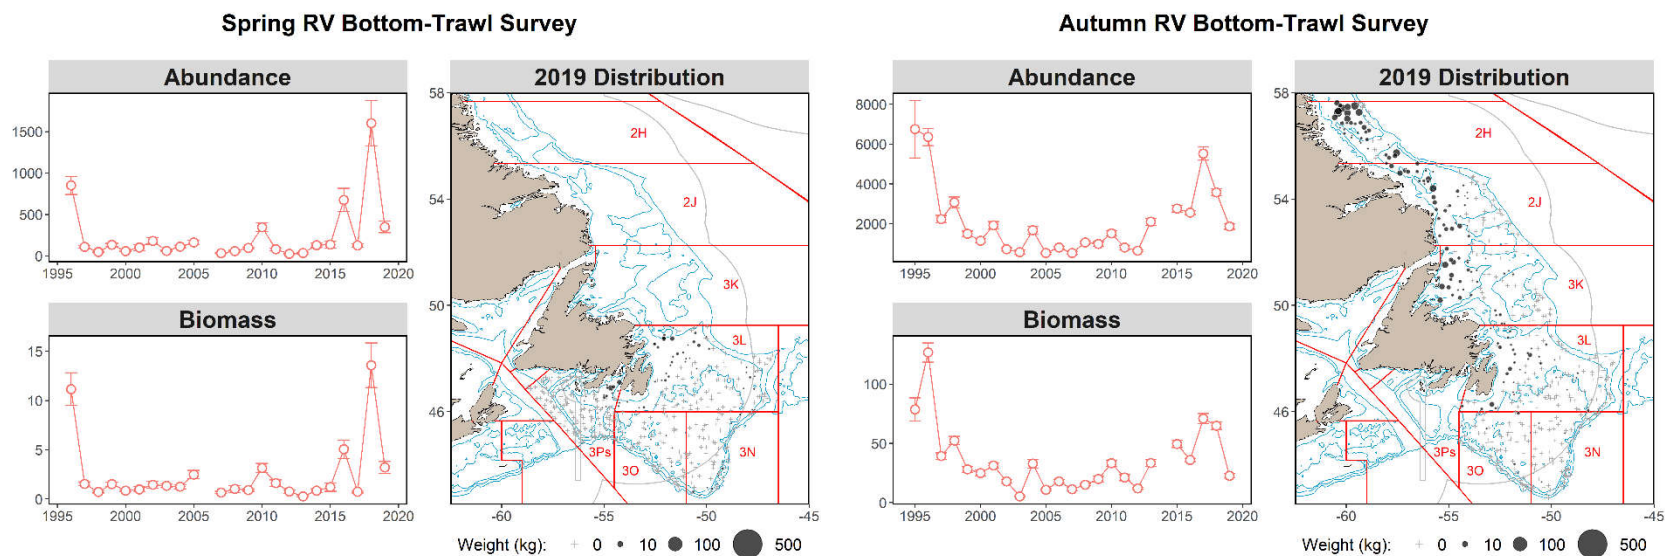 Spring RV Bottom-Trawl Survey
Autumn RV Bottom-Trawl Survey
Abundance
2019 Distribution
Abundance
2019 Distribution
1500
1000
500
0
1995 2000 2005 2010 2015 2020
Biomass
15
10
5
0
1995 2000 2005 2010 2015 2020
58
54
50
46
2H
2J
3K
3L
3Ps
3O
3N
-60 -55 -50 -45
Weight (kg): 0 10 100 500
8000
6000
4000
2000
1995 2000 2005 2010 2015 2020
Biomass
100
50
0
1995 2000 2005 2010 2015 2020
58
54
50
46
2H
2J
3K
3L
3Ps
3O
3N
-60 -55 -50 -45
Weight (kg): 0 10 100 500